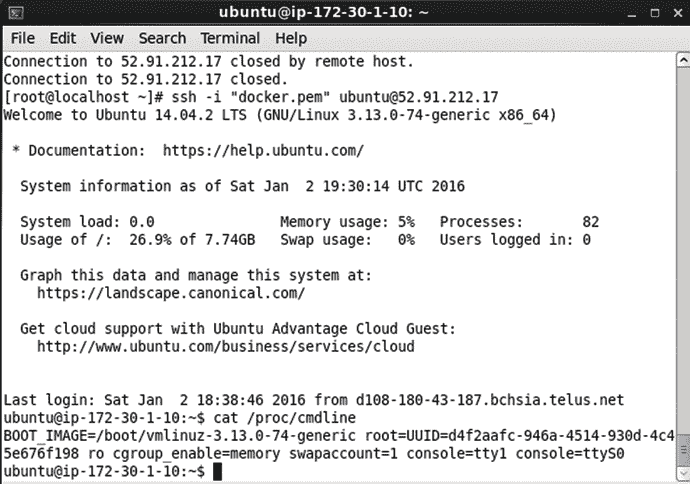 ubuntu@ip-172-30-1-10: ~
File Edit View Search Terminal Help
Connection to 52.91.212.17 closed by remote host.
Connection to 52.91.212.17 closed.
[root@localhost ~]# ssh -i "docker.pem" ubuntu@52.91.212.17
Welcome to Ubuntu 14.04.2 LTS (GNU/Linux 3.13.0-74-generic x86_64)
* Documentation:  https://help.ubuntu.com/
System information as of Sat Jan  2 19:30:14 UTC 2016
System load: 0.0 Memory usage: 5% Processes: 82
Usage of /: 26.9% of 7.74GB Swap usage: 0% Users logged in: 0
Graph this data and manage this system at:
https://landscape.canonical.com/
Get cloud support with Ubuntu Advantage Cloud Guest:
http://www.ubuntu.com/business/services/cloud
Last login: Sat Jan  2 18:38:46 2016 from d108-180-43-187.bchsia.telus.net
ubuntu@ip-172-30-1-10:~$ cat /proc/cmdline
BOOT_IMAGE=/boot/vmlinuz-3.13.0-74-generic root=UUID=d4f2aafc-946a-4514-930d-4c4
5e676f198 ro cgroup_enable=memory swapaccount=1 console=tty1 console=ttyS0
ubuntu@ip-172-30-1-10:~$